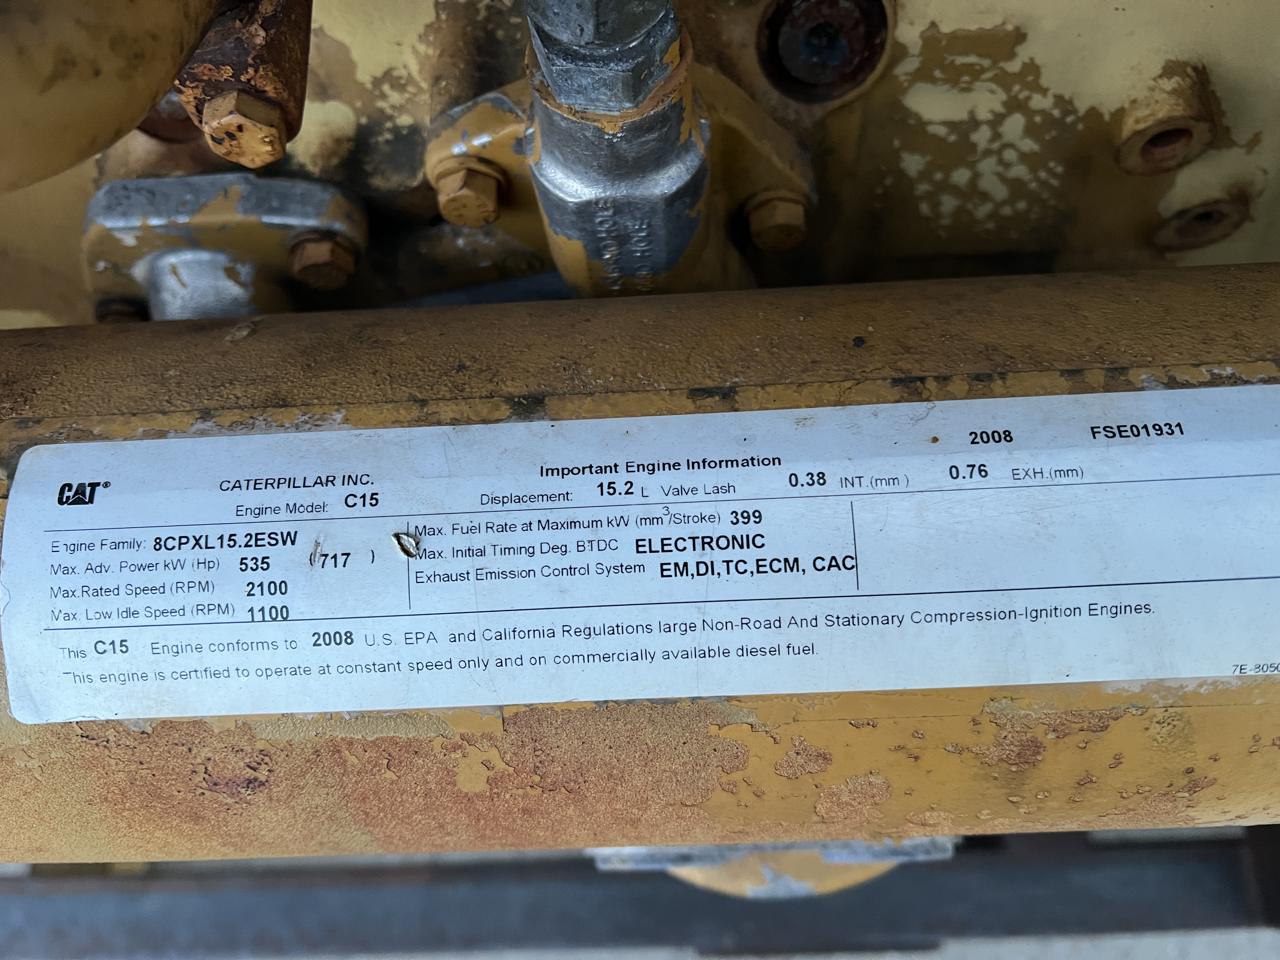 NO HOLE
NO HOLE
CAT®
CATERPILLAR INC.
Engine Model: C15
Important Engine Information
2008 FSE01931
Displacement: 15.2 L Valve Lash 0.38 INT.(mm) 0.76 EXH.(mm)
Engine Family: 8CPXL15.2ESW
Max. Adv. Power kW (Hp) 535 (717)
Max.Rated Speed (RPM) 2100
Max. Low Idle Speed (RPM) 1100
Max. Fuel Rate at Maximum kW (mm3/Stroke) 399
Max. Initial Timing Deg. BTDC ELECTRONIC
Exhaust Emission Control System EM,DI,TC,ECM, CAC
This C15 Engine conforms to 2008 U.S. EPA and California Regulations large Non-Road And Stationary Compression-Ignition Engines.
This engine is certified to operate at constant speed only and on commercially available diesel fuel.